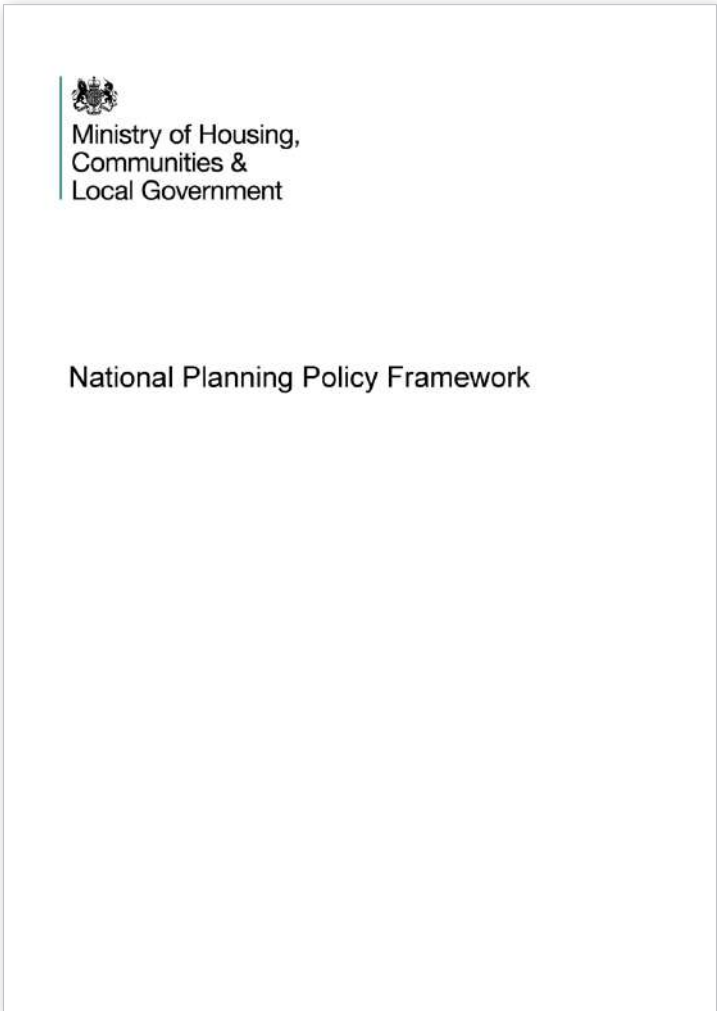 Ministry of Housing,
Communities &
Local Government
National Planning Policy Framework